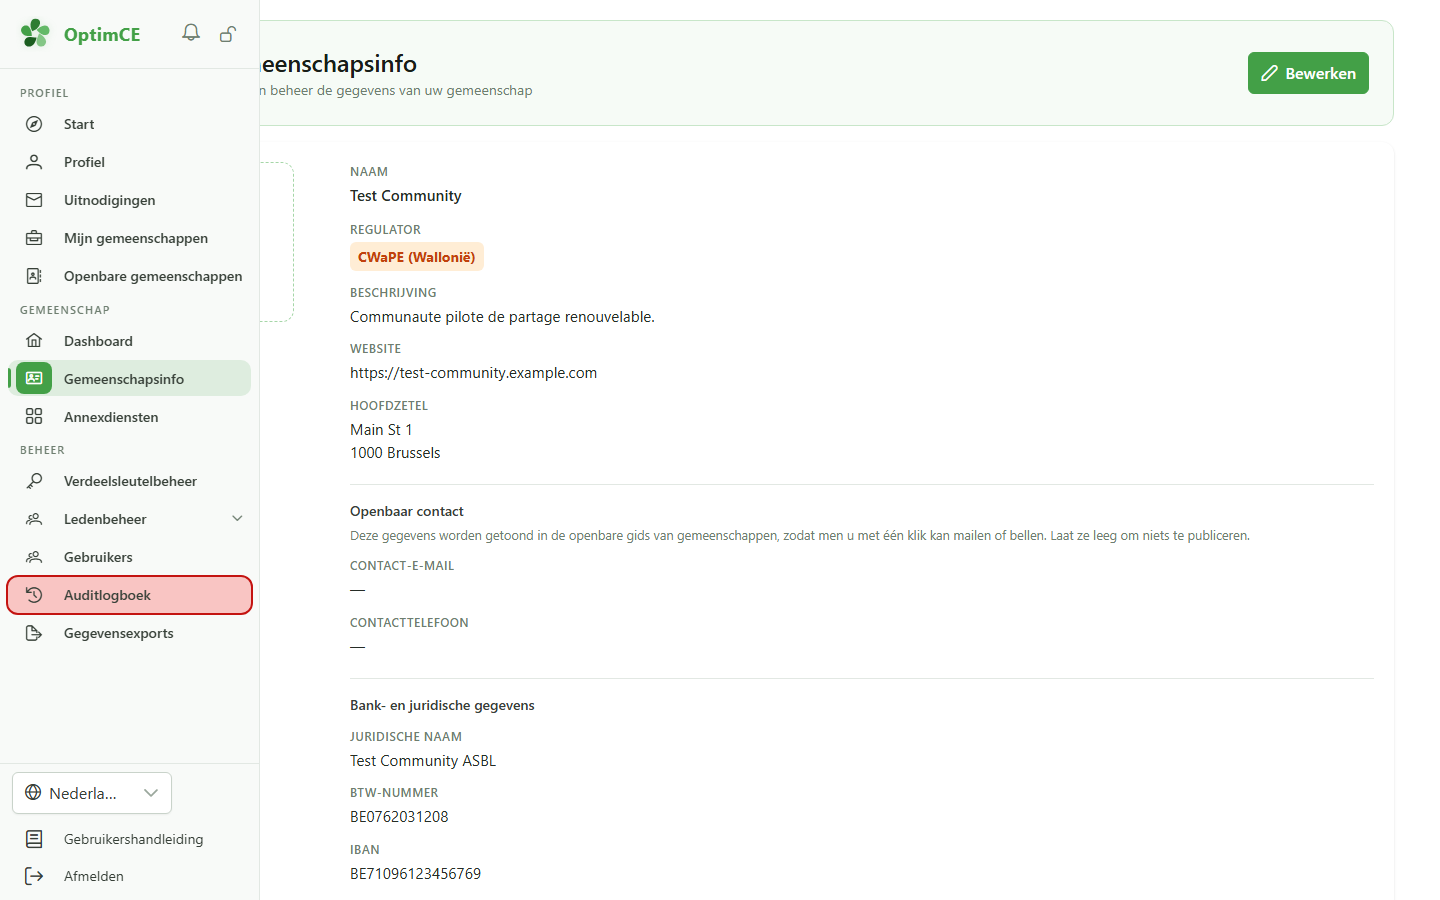 OptimCE
PROFIEL
Start
Profiel
Uitnodigingen
Mijn gemeenschappen
Openbare gemeenschappen
GEMEENSCHAP
Dashboard
Gemeenschapsinfo
Annexdiensten
BEHEER
Verdeelsleutelbeheer
Ledenbeheer
Gebruikers
Auditlogboek
Gegevensexports
Nederla...
Gebruikershandleiding
Afmelden
eenschapsinfo
n beheer de gegevens van uw gemeenschap
Bewerken
NAAM
Test Community
REGULATOR
CWaPE (Wallonië)
BESCHRIJVING
Communaute pilote de partage renouvelable.
WEBSITE
https://test-community.example.com
HOOFDZETEL
Main St 1
1000 Brussels
Openbaar contact
Deze gegevens worden getoond in de openbare gids van gemeenschappen, zodat men u met één klik kan mailen of bellen. Laat ze leeg om niets te publiceren.
CONTACT-E-MAIL
—
CONTACTTELEFOON
—
Bank- en juridische gegevens
JURIDISCHE NAAM
Test Community ASBL
BTW-NUMMER
BE0762031208
IBAN
BE71096123456769